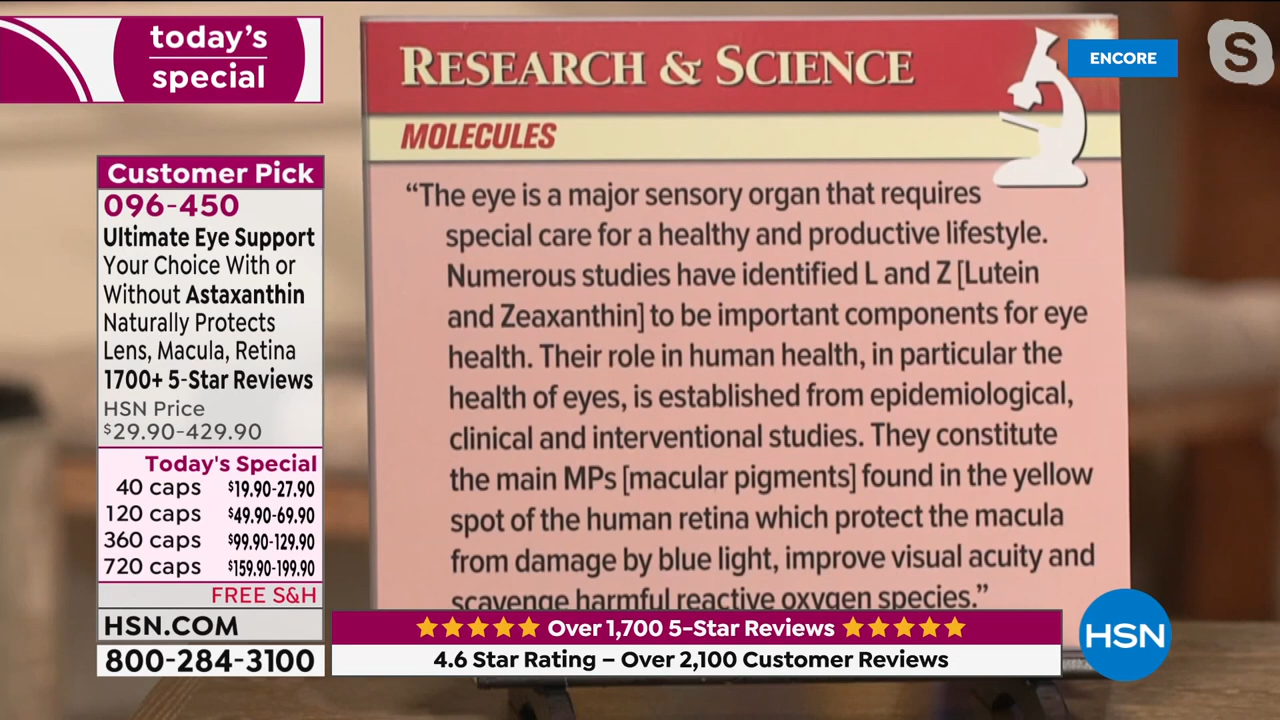 today's
special
Customer Pick
096-450
Ultimate Eye Support
Your Choice With or
Without Astaxanthin
Naturally Protects
Lens, Macula, Retina
1700+ 5-Star Reviews
HSN Price
$29.90-429.90
Today's Special
40 caps $19.90-27.90
120 caps $49.90-69.90
360 caps $99.90-129.90
720 caps $159.90-199.90
FREE S&H
HSN.COM
800-284-3100
RESEARCH & SCIENCE
MOLECULES
“The eye is a major sensory organ that requires
special care for a healthy and productive lifestyle.
Numerous studies have identified L and Z [Lutein
and Zeaxanthin] to be important components for eye
health. Their role in human health, in particular the
health of eyes, is established from epidemiological,
clinical and interventional studies. They constitute
the main MPs [macular pigments] found in the yellow
spot of the human retina which protect the macula
from damage by blue light, improve visual acuity and
scavenge harmful reactive oxygen species.”
ENCORE
S
Over 1,700 5-Star Reviews
4.6 Star Rating – Over 2,100 Customer Reviews
HSN